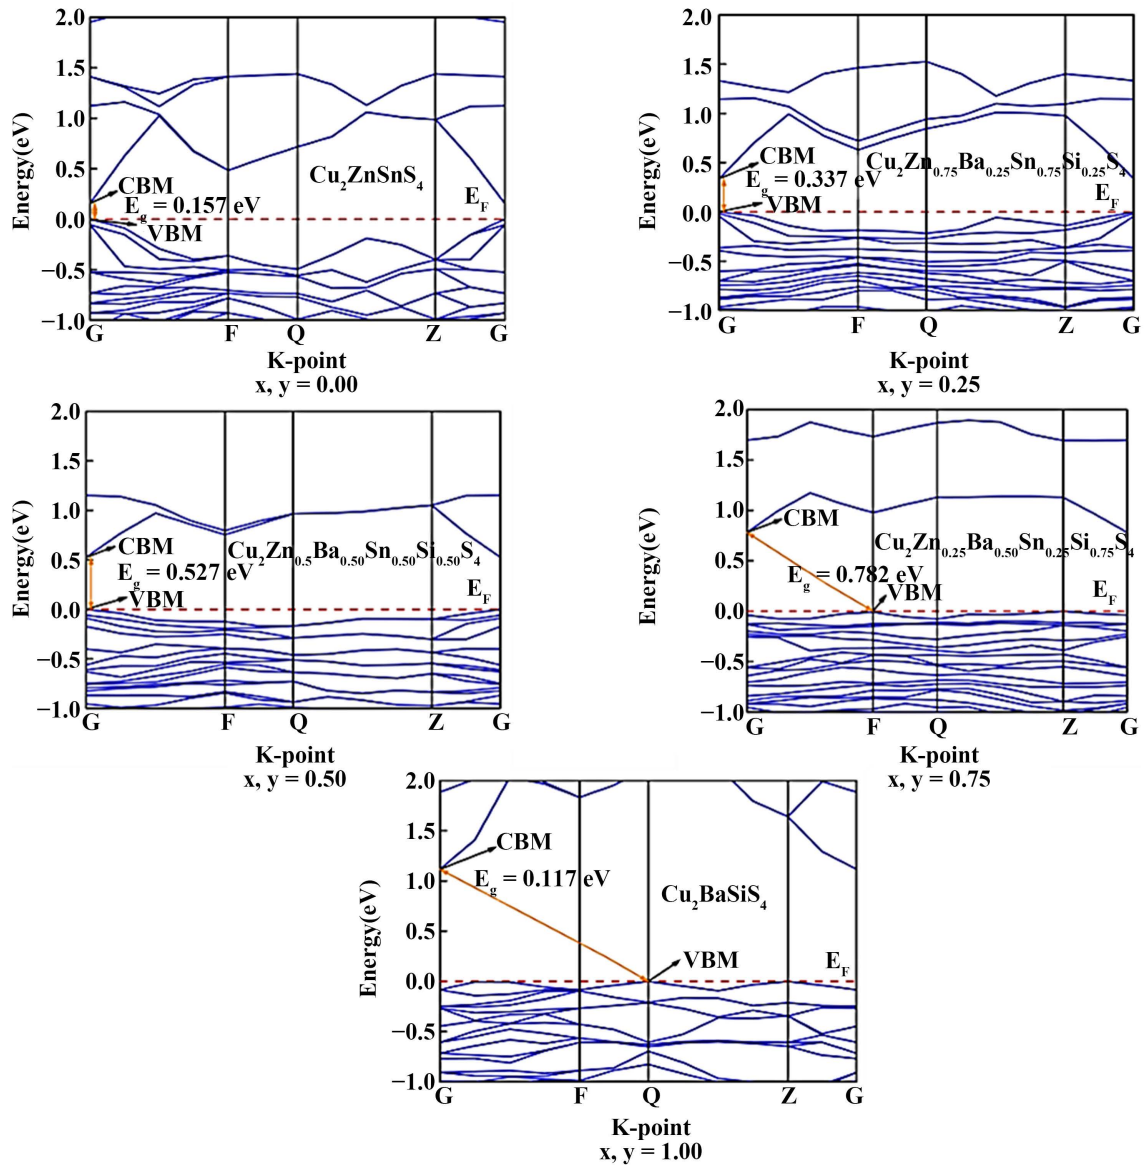 2.0
1.5
1.0
0.5
0.0
−0.5
−1.0
Energy(eV)
Cu2ZnSnS4
CBM
Eg = 0.157 eV
VBM
EF
G F Q Z G
K-point
x, y = 0.00
2.0
1.5
1.0
0.5
0.0
−0.5
−1.0
Energy(eV)
CBM
Cu2Zn0.75Ba0.25Sn0.75Si0.25S4
Eg = 0.337 eV
VBM
EF
G F Q Z G
K-point
x, y = 0.25
2.0
1.5
1.0
0.5
0.0
−0.5
−1.0
Energy(eV)
CBM
Cu2Zn0.5Ba0.50Sn0.50Si0.50S4
Eg = 0.527 eV
VBM
EF
G F Q Z G
K-point
x, y = 0.50
2.0
1.5
1.0
0.5
0.0
−0.5
−1.0
Energy(eV)
CBM
Cu2Zn0.25Ba0.50Sn0.25Si0.75S4
Eg = 0.782 eV
VBM
EF
G F Q Z G
K-point
x, y = 0.75
2.0
1.5
1.0
0.5
0.0
−0.5
−1.0
Energy(eV)
CBM
Eg = 0.117 eV
Cu2BaSiS4
VBM
EF
G F Q Z G
K-point
x, y = 1.00